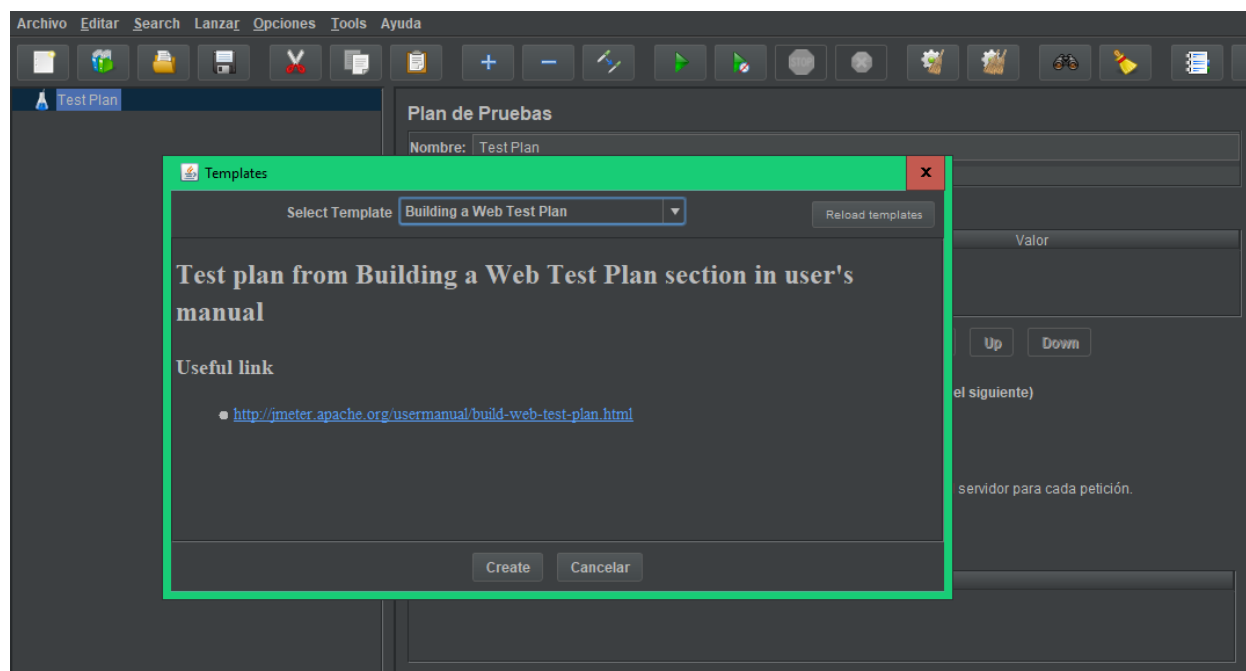 Archivo Editar Search Lanzar Opciones Tools Ayuda
STOP
Test Plan
Plan de Pruebas
Nombre: Test Plan
Templates
x
Select Template Building a Web Test Plan Reload templates
Valor
Test plan from Building a Web Test Plan section in user's
manual
Up Down
Useful link
el siguiente)
http://jmeter.apache.org/usermanual/build-web-test-plan.html
servidor para cada petición.
Create Cancelar